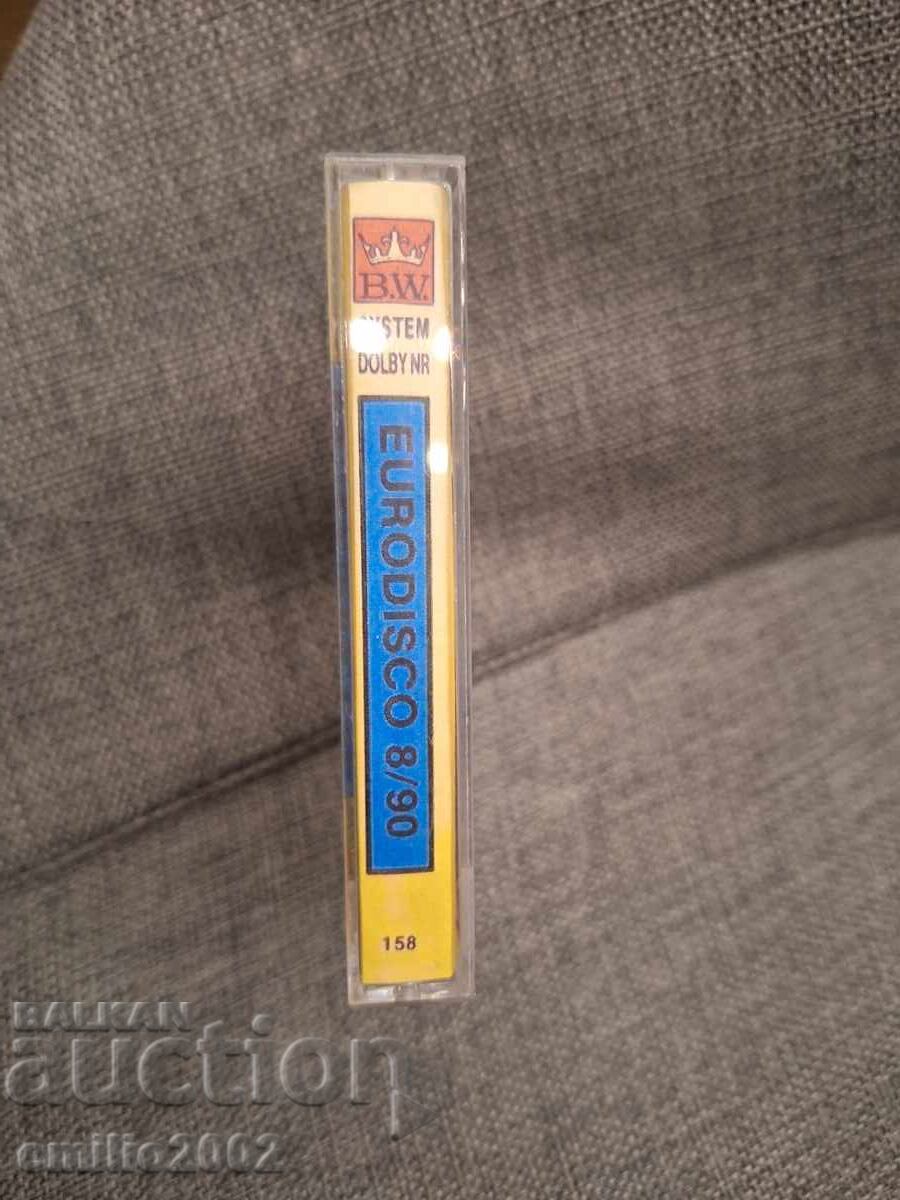 B.W.
SYSTEM
DOLBY NR
EURODISCO 8/90
158
BALKAN
auction
emilio2002